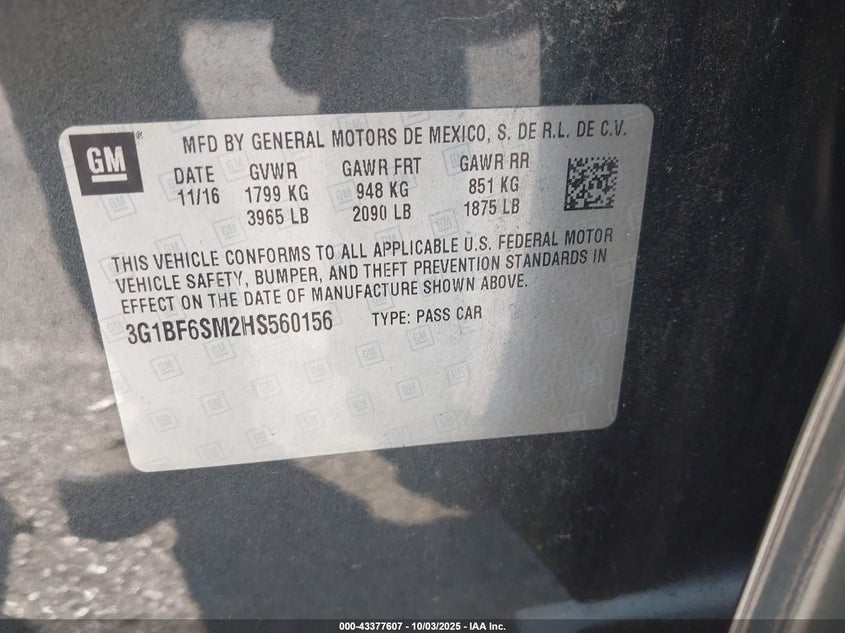 GM
MFD BY GENERAL MOTORS DE MEXICO, S. DE R.L. DE C.V.
DATE GVWR GAWR FRT GAWR RR
11/16 1799 KG 948 KG 851 KG
3965 LB 2090 LB 1875 LB
THIS VEHICLE CONFORMS TO ALL APPLICABLE U.S. FEDERAL MOTOR
VEHICLE SAFETY, BUMPER, AND THEFT PREVENTION STANDARDS IN
EFFECT ON THE DATE OF MANUFACTURE SHOWN ABOVE.
3G1BF6SM2HS560156 TYPE: PASS CAR
000-43377607 - 10/03/2025 - IAA Inc.